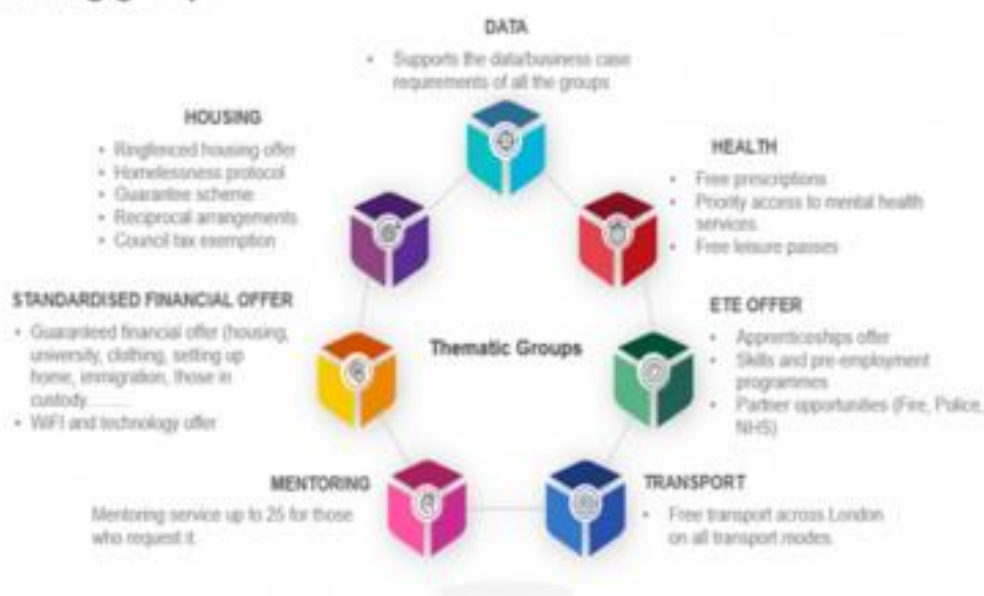 DATA
• Supports the data/business case
requirements of all the groups
HOUSING
• Ringfenced housing offer
• Homelessness protocol
• Guarantee scheme
• Reciprocal arrangements
• Council tax exemption
HEALTH
• Free prescriptions
• Priority access to mental health
services.
• Free leisure passes
STANDARDISED FINANCIAL OFFER
• Guaranteed financial offer (housing,
university, clothing, setting up
home, immigration, those in
custody........
• WiFI and technology offer
Thematic Groups
ETE OFFER
• Apprenticeships offer
• Skills and pre-employment
programmes
• Partner opportunities (Fire, Police,
NHS)
MENTORING
Mentoring service up to 25 for those
who request it.
TRANSPORT
• Free transport across London
on all transport modes.